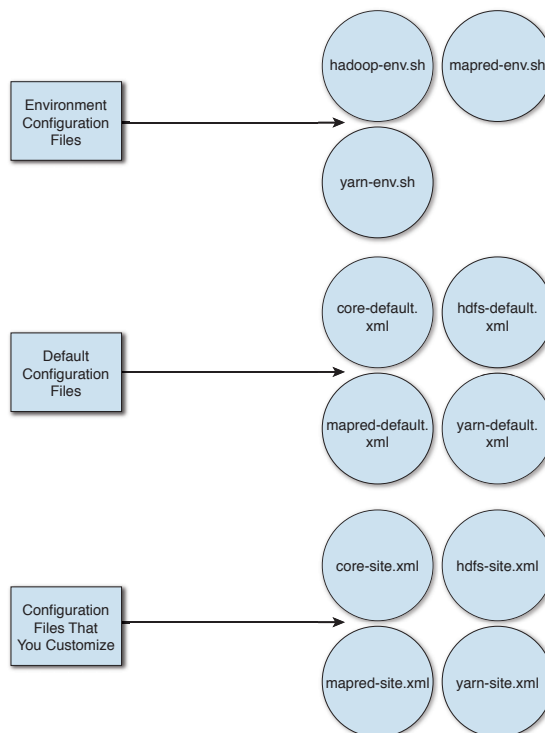 hadoop-env.sh
mapred-env.sh
Environment
Configuration
Files
yarn-env.sh
core-default.
xml
hdfs-default.
xml
Default
Configuration
Files
mapred-default.
xml
yarn-default.
xml
core-site.xml
hdfs-site.xml
Configuration
Files That
You Customize
mapred-site.xml
yarn-site.xml